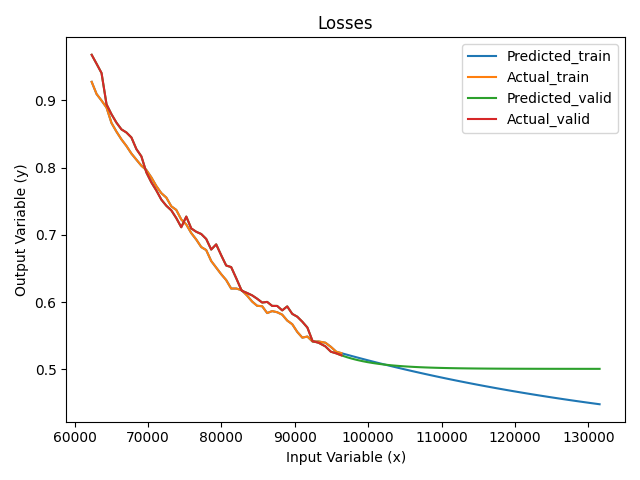 Losses
Predicted_train
Actual_train
Predicted_valid
Actual_valid
Output Variable (y)
0.9
0.8
0.7
0.6
0.5
60000 70000 80000 90000 100000 110000 120000 130000
Input Variable (x)